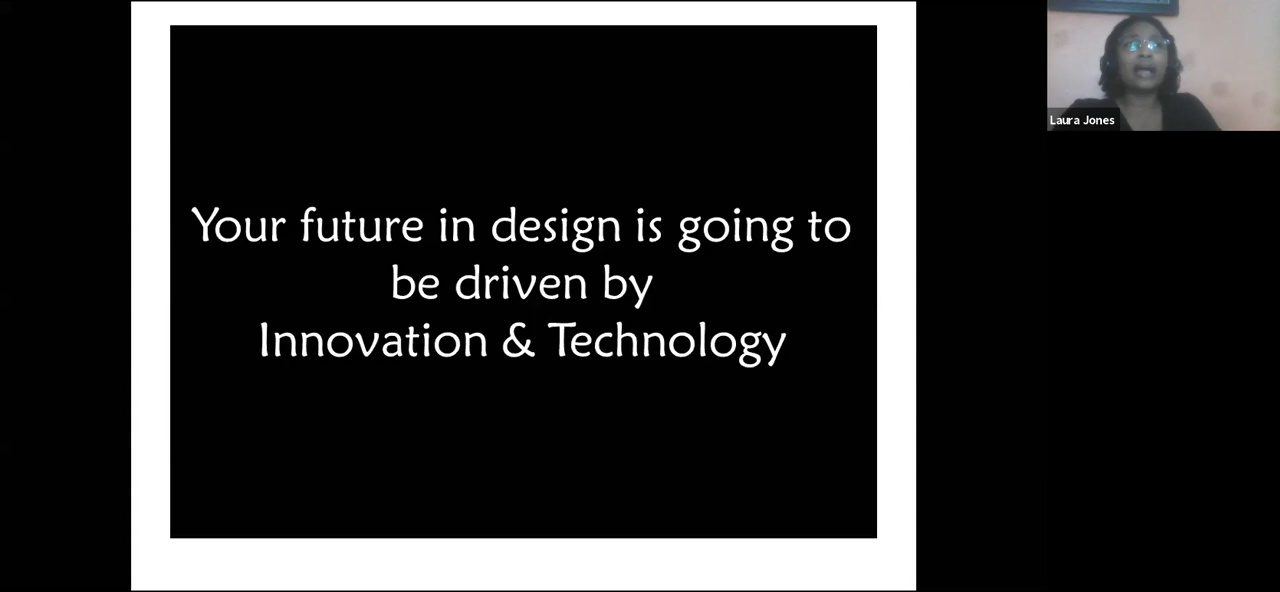 Your future in design is going to
be driven by
Innovation & Technology
Laura Jones